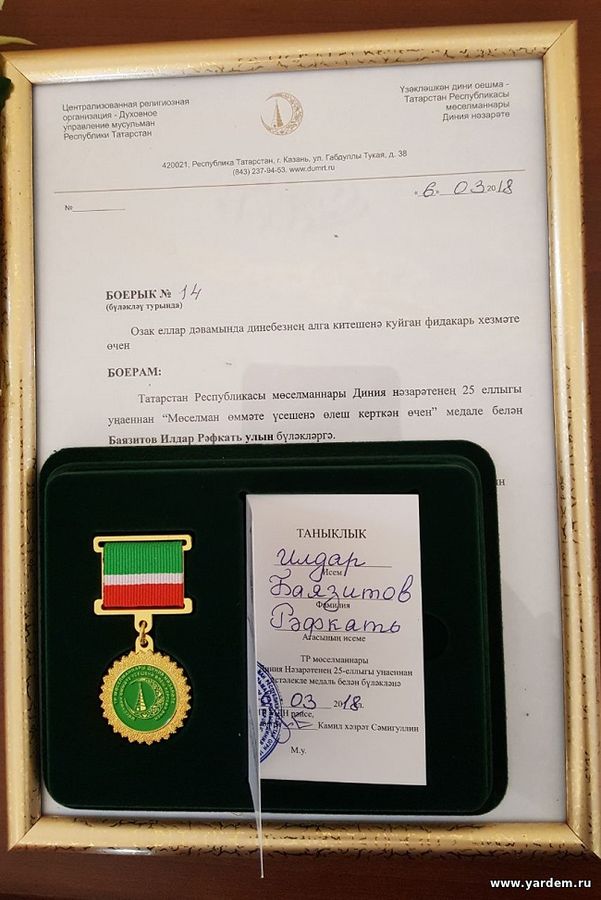 Централизованная религиозная
организация - Духовное
управление мусульман
Республики Татарстан
Үзәкләшкән дини оешма -
Татарстан Республикасы
мөселманнары
Диния нәзарәте
420021, Республика Татарстан, г. Казань, ул. Габдуллы Тукая, д. 38
(843) 237-94-53. www.dumrt.ru
« 6 » 03 2018
№
БОЕРЫК № 14
(бүләкләү турында)
Озак еллар дәвамында динебезнең алга китешенә куйган фидакарь хезмәте
өчен
БОЕРАМ:
Татарстан Республикасы мөселманнары Диния нәзарәтенең 25 еллыгы
уңаеннан “Мөселман өммәте үсешенә өлеш керткән өчен” медале белән
Баязитов Илдар Рәфкать улын бүләкләргә.
ТАНЫКЛЫК
Илдар
Исем
Баязитов
Фамилия
Рәфкать
Атасының исеме
ТР мөселманнары
Диния Нәзарәтенең 25-еллыгы уңаеннан
истәлекле медаль белән бүләкләнә
03 2018
рәисе,
Камил хәзрәт Сәмигуллин
М.у.
www.yardem.ru